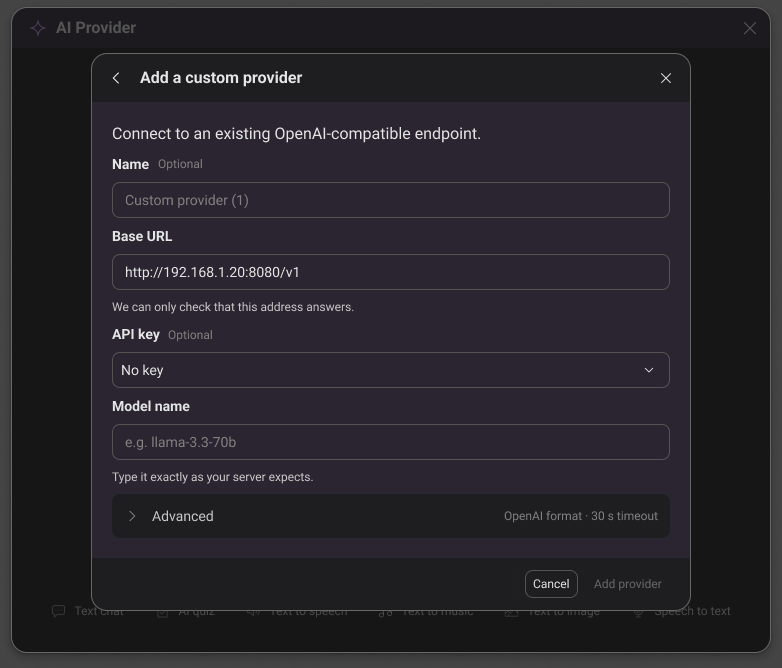 AI Provider
Add a custom provider
Connect to an existing OpenAI-compatible endpoint.
Name Optional
Custom provider (1)
Base URL
http://192.168.1.20:8080/v1
We can only check that this address answers.
API key Optional
No key
Model name
e.g. llama-3.3-70b
Type it exactly as your server expects.
Advanced OpenAI format · 30 s timeout
Cancel Add provider
Text chat AI quiz Text to speech Text to music Text to image Speech to text